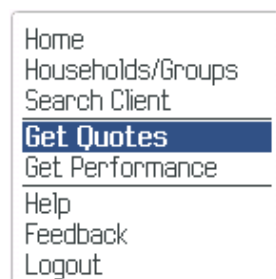 Home
Households/Groups
Search Client
Get Quotes
Get Performance
Help
Feedback
Logout